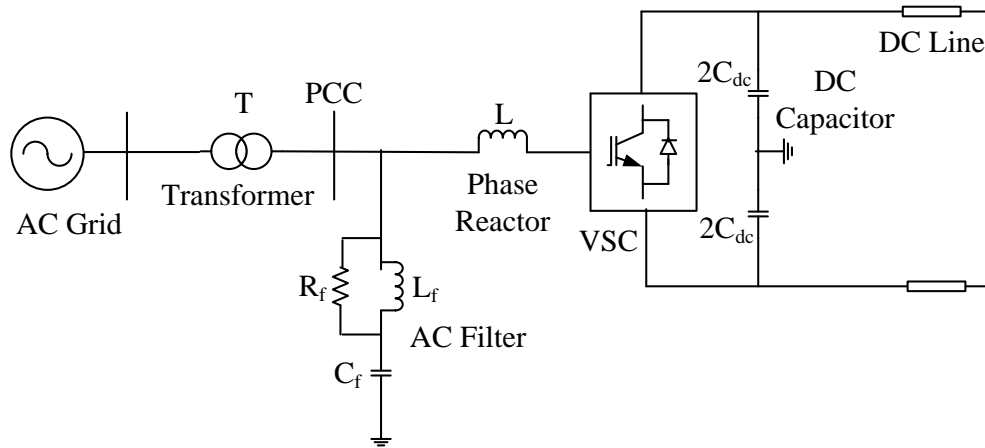 AC Grid
T
Transformer
PCC
L
Phase
Reactor
R_f
L_f
AC Filter
C_f
VSC
2C_dc
2C_dc
DC
Capacitor
DC Line